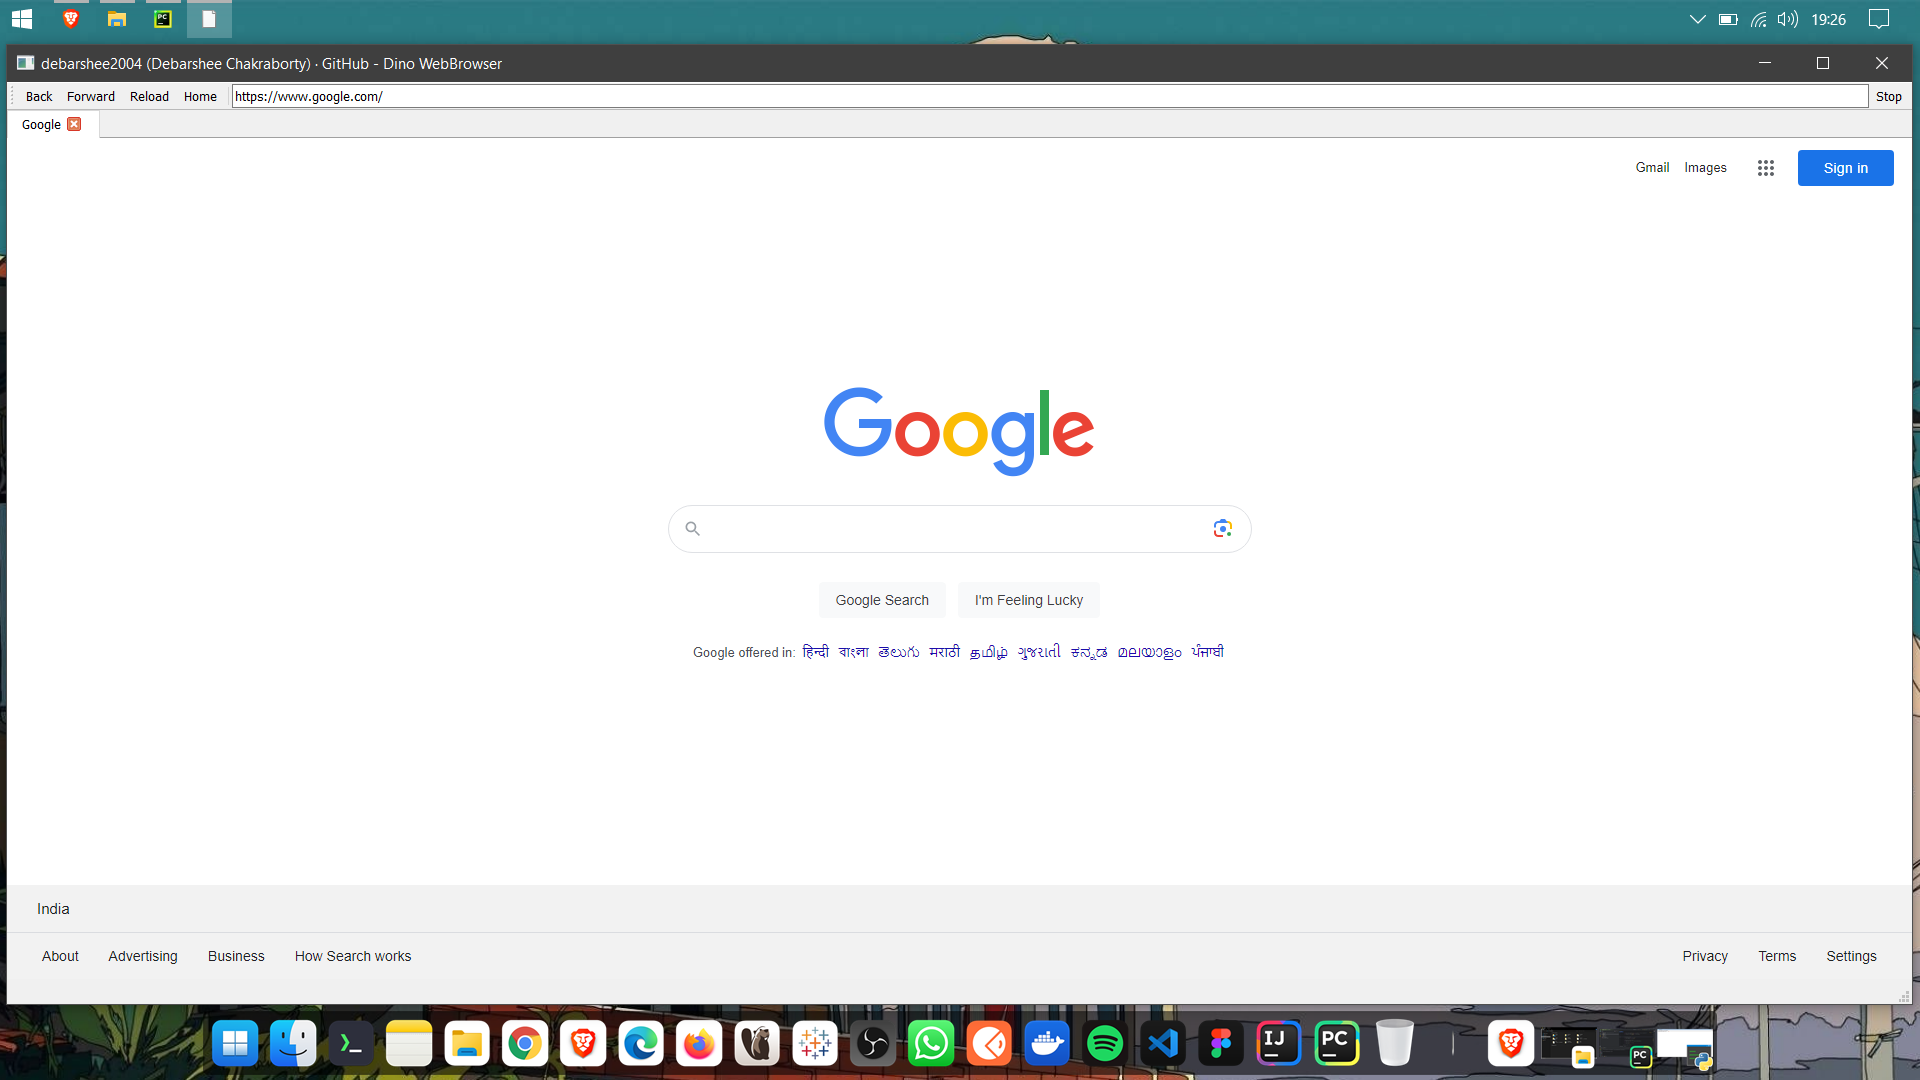 19:26
debarshee2004 (Debarshee Chakraborty) · GitHub - Dino WebBrowser
Back Forward Reload Home https://www.google.com/ Stop
Google
Gmail Images Sign in
Google
Google Search I'm Feeling Lucky
Google offered in: हिन्दी বাংলা తెలుగు मराठी தமிழ் ગુજરાતી ಕನ್ನಡ മലയാളം ਪੰਜਾਬੀ
India
About Advertising Business How Search works Privacy Terms Settings
IJ PC PC